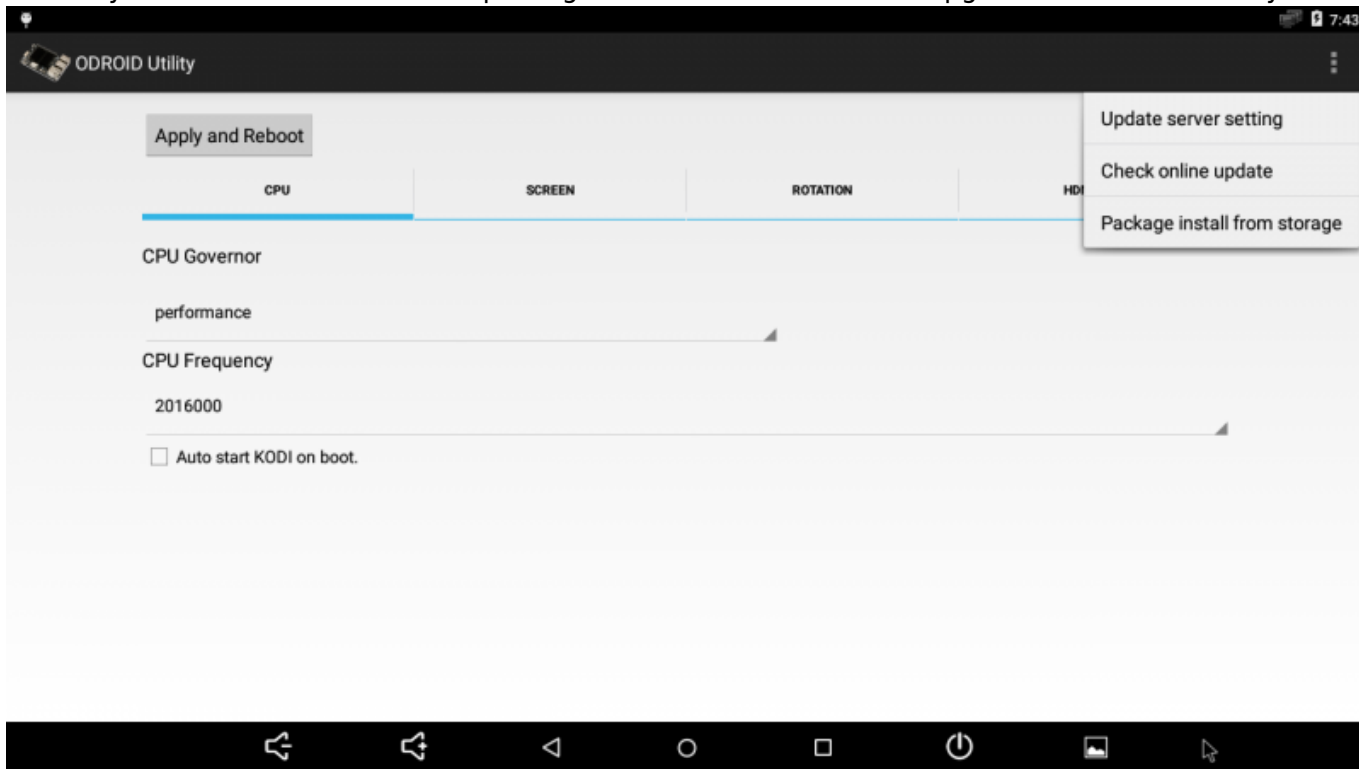 7:43
ODROID Utility
Apply and Reboot
Update server setting
Check online update
Package install from storage
CPU
SCREEN
ROTATION
CPU Governor
performance
CPU Frequency
2016000
Auto start KODI on boot.